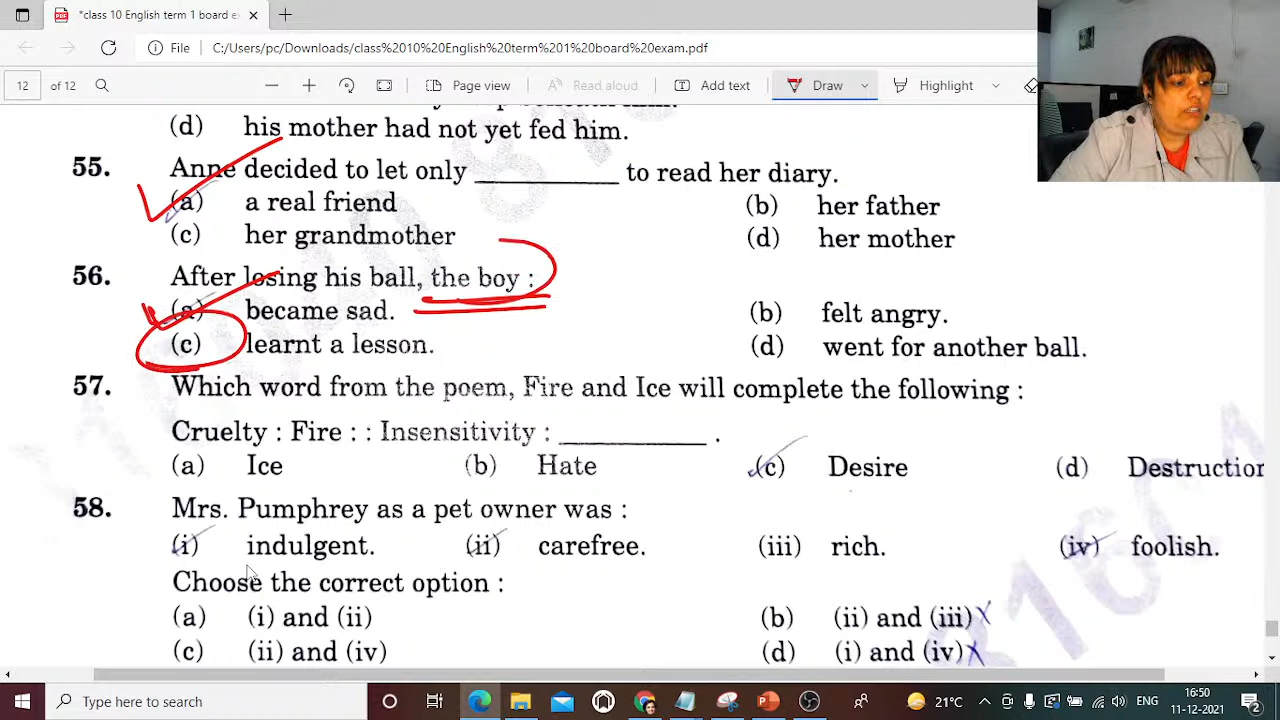 *class 10 English term 1 board e
File C:/Users/pc/Downloads/class%2010%20English%20term%201%20board%20exam.pdf
12 of 12 Page view Read aloud Add text Draw Highlight
(d) his mother had not yet fed him.
55. Anne decided to let only __________ to read her diary.
(a) a real friend (b) her father
(c) her grandmother (d) her mother
56. After losing his ball, the boy :
(a) became sad. (b) felt angry.
(c) learnt a lesson. (d) went for another ball.
57. Which word from the poem, Fire and Ice will complete the following :
Cruelty : Fire : : Insensitivity : __________ .
(a) Ice (b) Hate (c) Desire (d) Destruction
58. Mrs. Pumphrey as a pet owner was :
(i) indulgent. (ii) carefree. (iii) rich. (iv) foolish.
Choose the correct option :
(a) (i) and (ii) (b) (ii) and (iii)
(c) (ii) and (iv) (d) (i) and (iv)
Type here to search 21°C 16:50
11-12-2021